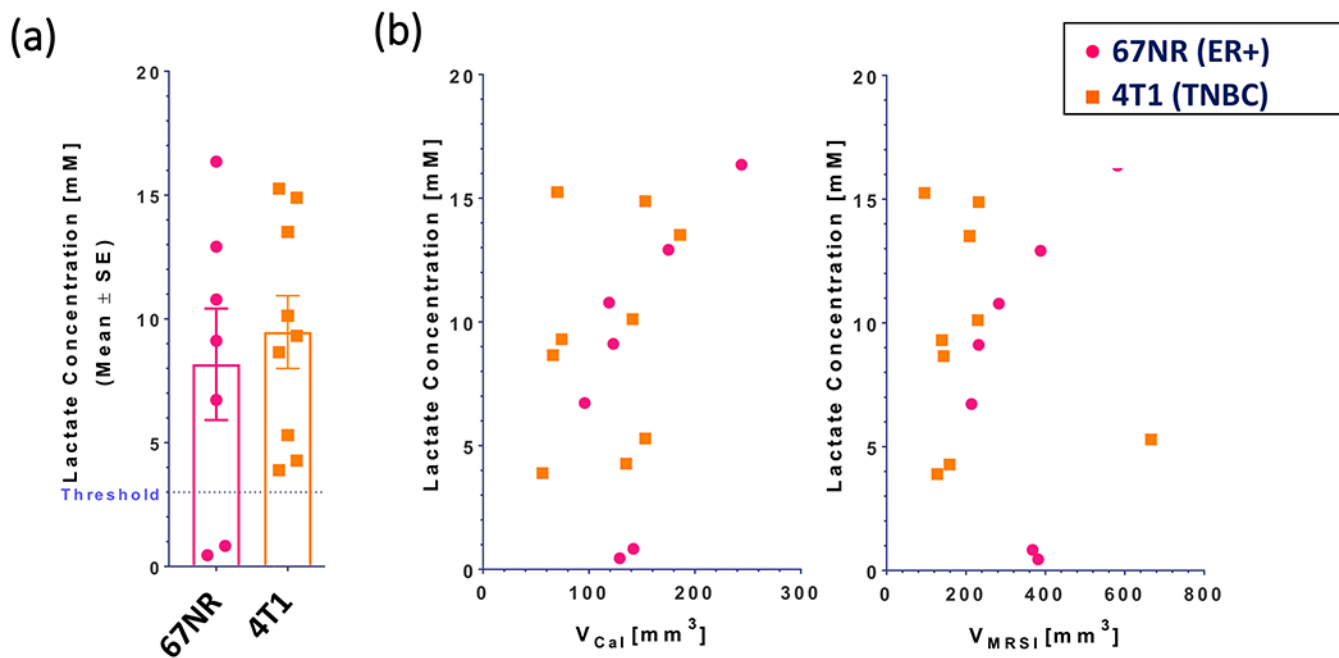 (a)
(b)
67NR (ER+)
4T1 (TNBC)
Lactate Concentration [mM]
(Mean ± SE)
20
15
10
5
0
Threshold
67NR
4T1
Lactate Concentration [mM]
20
15
10
5
0
0
100
200
300
V Cal [mm³]
Lactate Concentration [mM]
20
15
10
5
0
0
200
400
600
800
V MRSI [mm³]